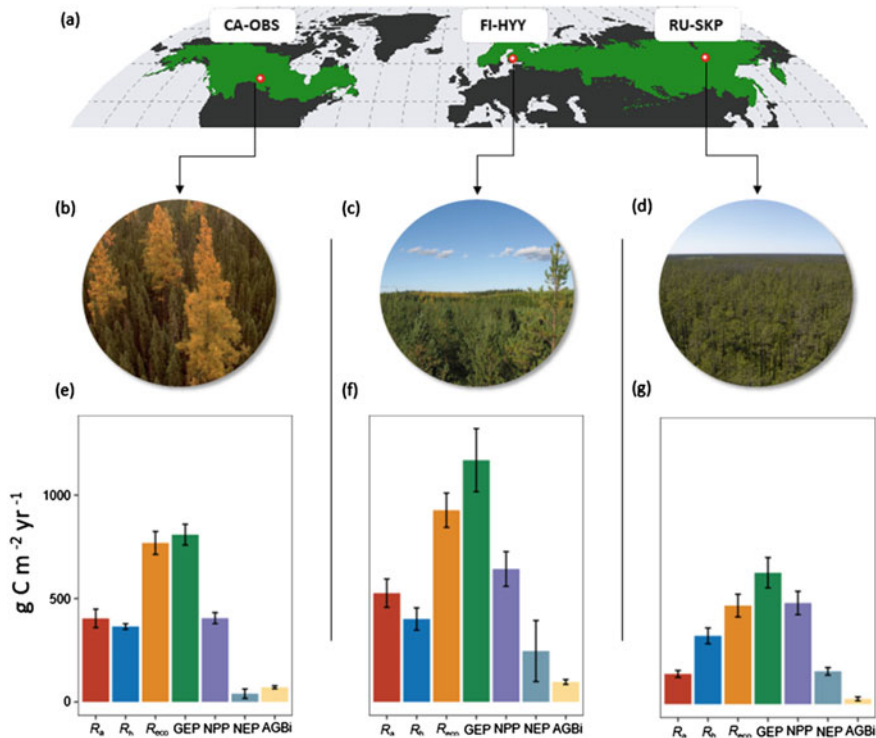 (a)
CA-OBS FI-HYY RU-SKP
(b) (c) (d)
(e) (f) (g)
g C m⁻² yr⁻¹
1000
500
0
Rₐ Rₕ Rₑcₒ GEP NPP NEP AGBi
Rₐ Rₕ Rₑcₒ GEP NPP NEP AGBi
Rₐ Rₕ Rₑcₒ GEP NPP NEP AGBi